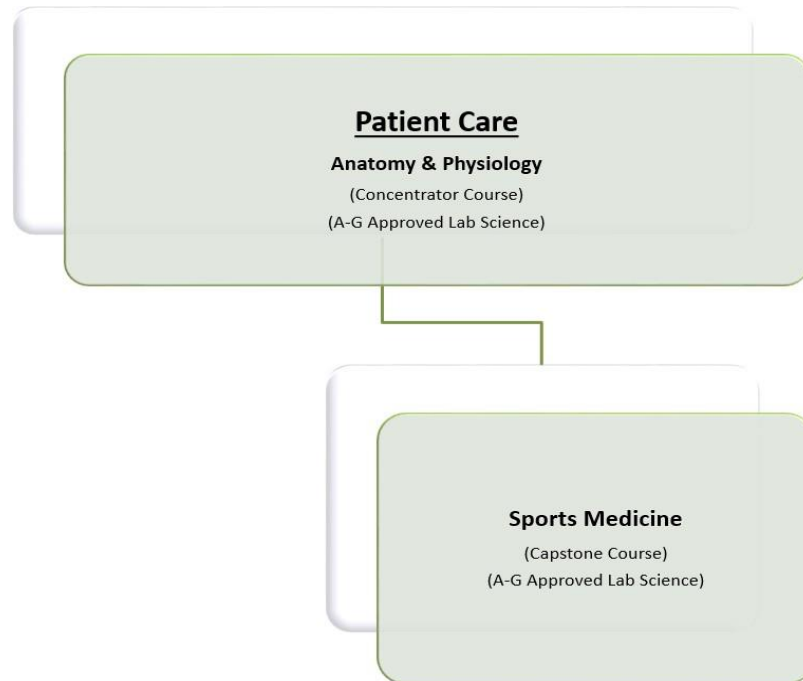 Patient Care
Anatomy & Physiology
(Concentrator Course)
(A-G Approved Lab Science)
Sports Medicine
(Capstone Course)
(A-G Approved Lab Science)